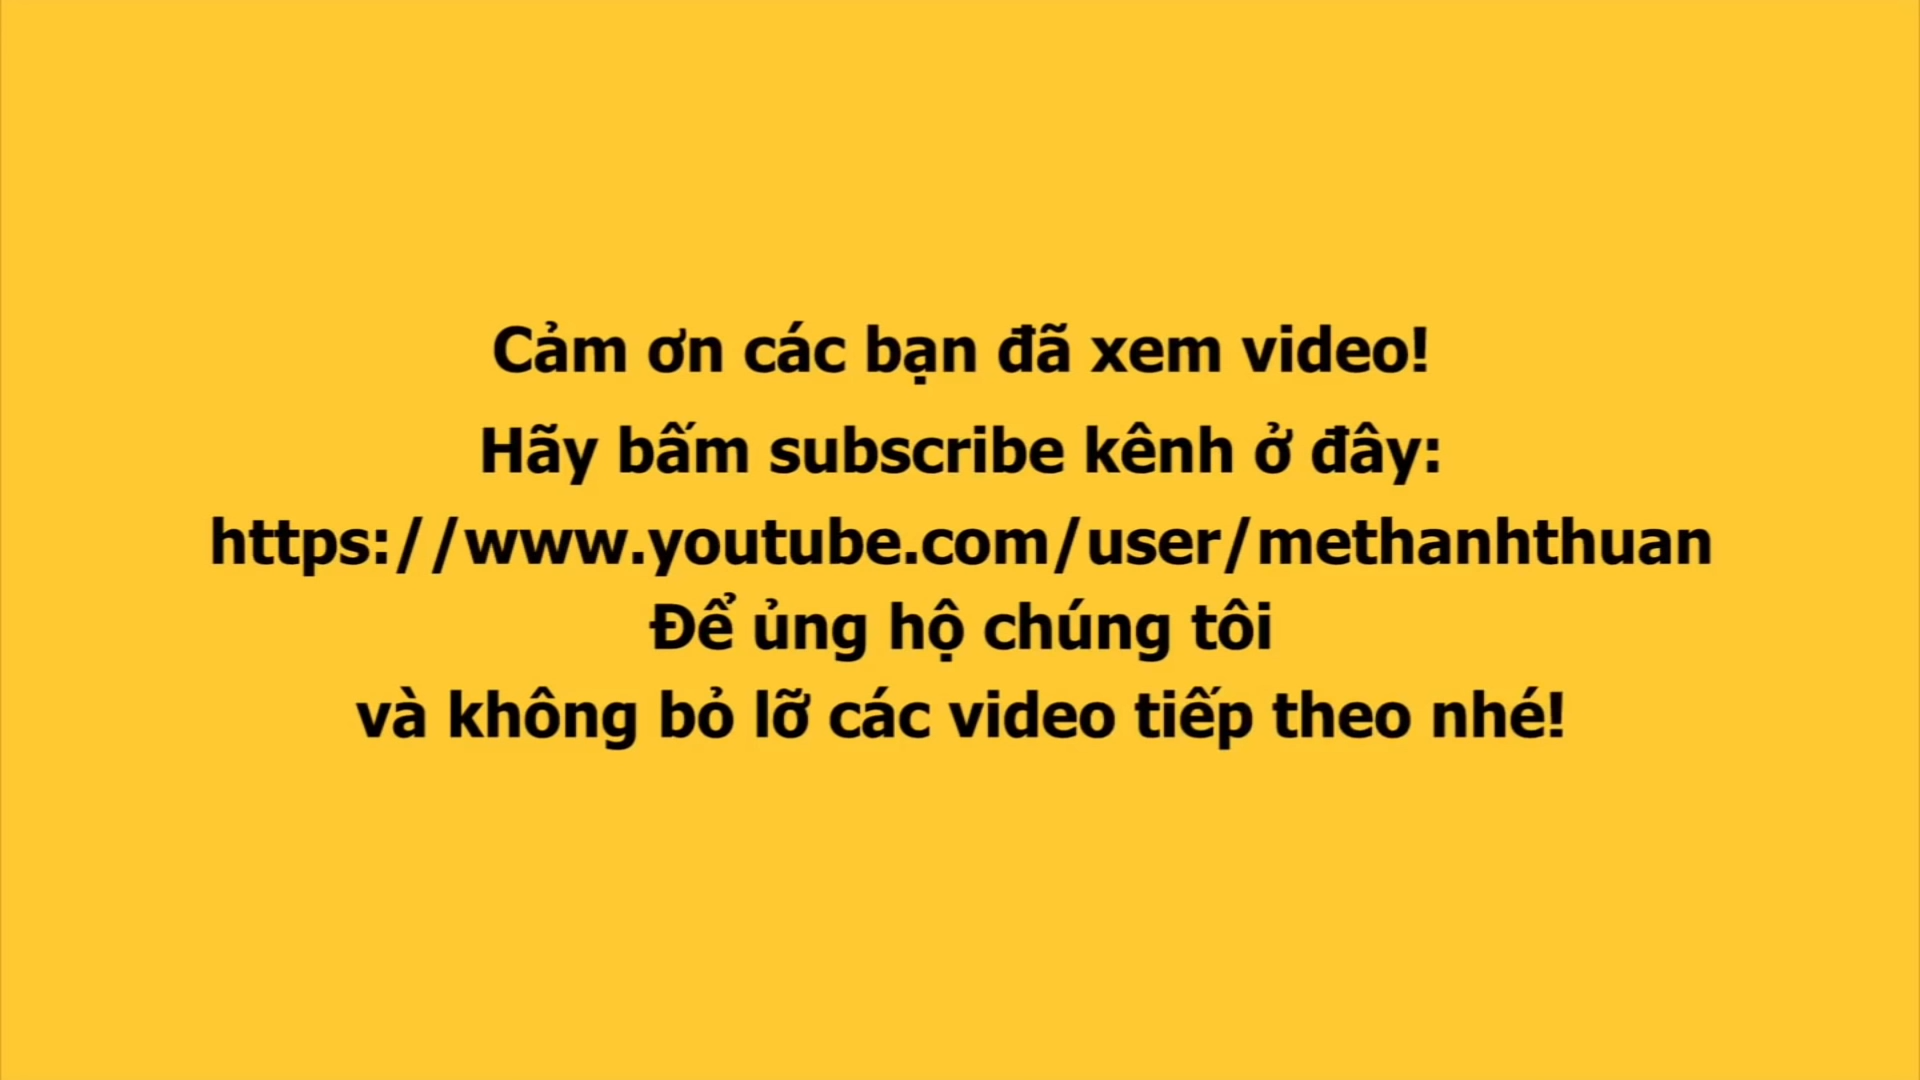 Cảm ơn các bạn đã xem video!
Hãy bấm subscribe kênh ở đây:
https://www.youtube.com/user/methanhthuan
Để ủng hộ chúng tôi
và không bỏ lỡ các video tiếp theo nhé!